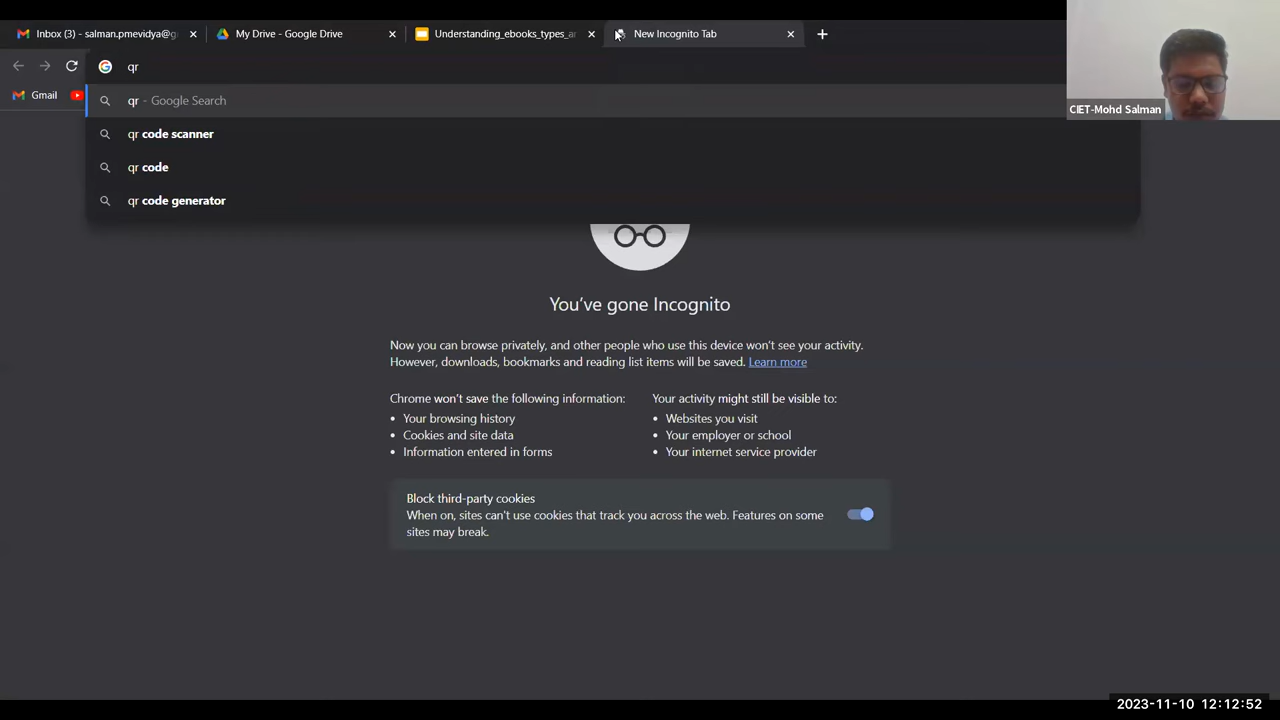 Inbox (3) - salman.pmevidya@g
My Drive - Google Drive
Understanding_ebooks_types_ar
New Incognito Tab
qr
Gmail
qr - Google Search
qr code scanner
qr code
qr code generator
CIET-Mohd Salman
You've gone Incognito
Now you can browse privately, and other people who use this device won't see your activity.
However, downloads, bookmarks and reading list items will be saved. Learn more
Chrome won't save the following information:
• Your browsing history
• Cookies and site data
• Information entered in forms
Your activity might still be visible to:
• Websites you visit
• Your employer or school
• Your internet service provider
Block third-party cookies
When on, sites can't use cookies that track you across the web. Features on some
sites may break.
2023-11-10 12:12:52